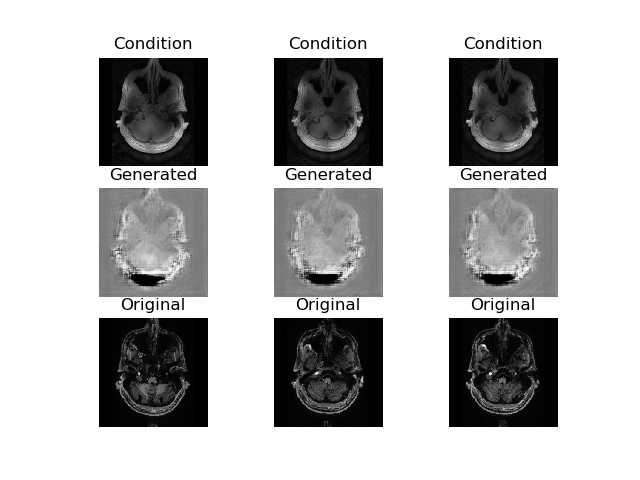 Condition Condition Condition
Generated Generated Generated
Original Original Original